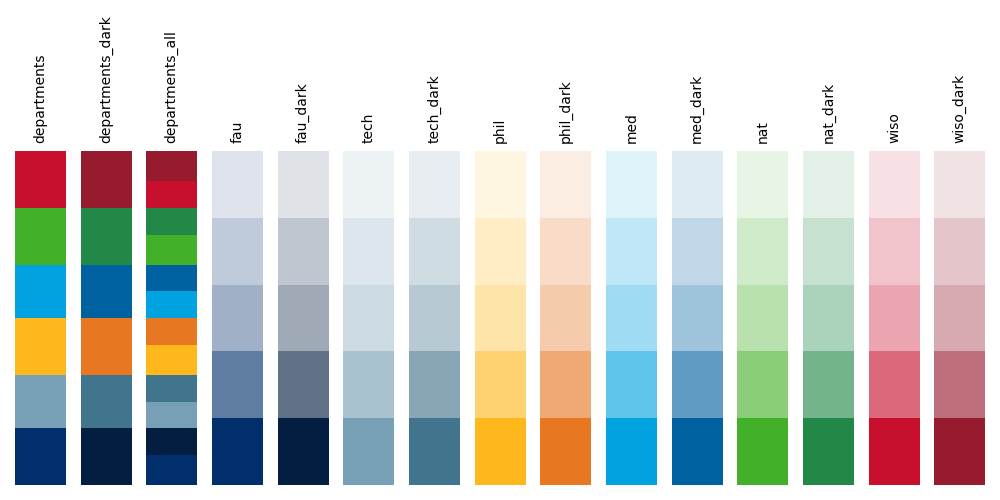 departments
departments_dark
departments_all
fau
fau_dark
tech
tech_dark
phil
phil_dark
med
med_dark
nat
nat_dark
wiso
wiso_dark